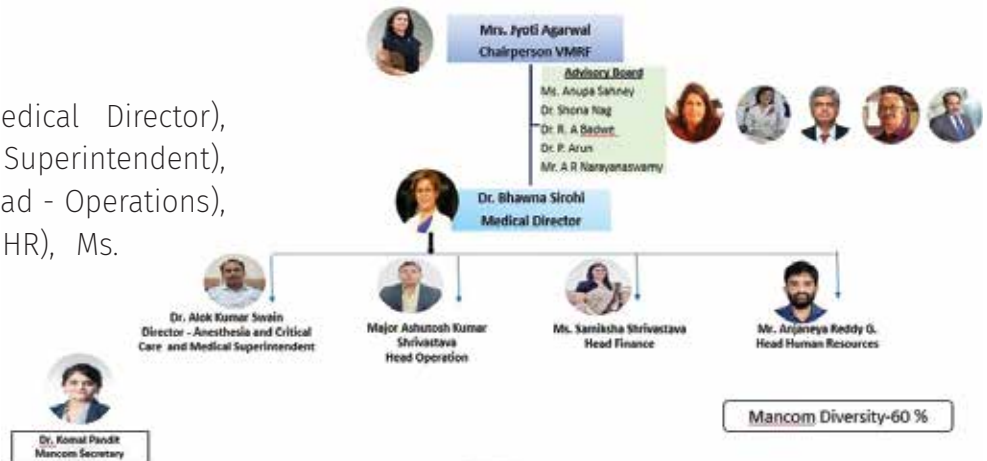 edical Director),
Superintendent),
ad - Operations),
HR), Ms.
Mrs. Jyoti Agarwal
Chairperson VMRF
Advisory Board
Ms. Anupa Sahney
Dr. Shona Nag
Dr. R. A Badwe
Dr. P. Arun
Mr. A R Narayanaswamy
Dr. Bhawna Sirohi
Medical Director
Dr. Alok Kumar Swain
Director - Anesthesia and Critical
Care and Medical Superintendent
Major Ashutosh Kumar
Shrivastava
Head Operation
Ms. Samiksha Shrivastava
Head Finance
Mr. Anjaneya Reddy G.
Head Human Resources
Dr. Komal Pandit
Mancom Secretary
Mancom Diversity-60 %